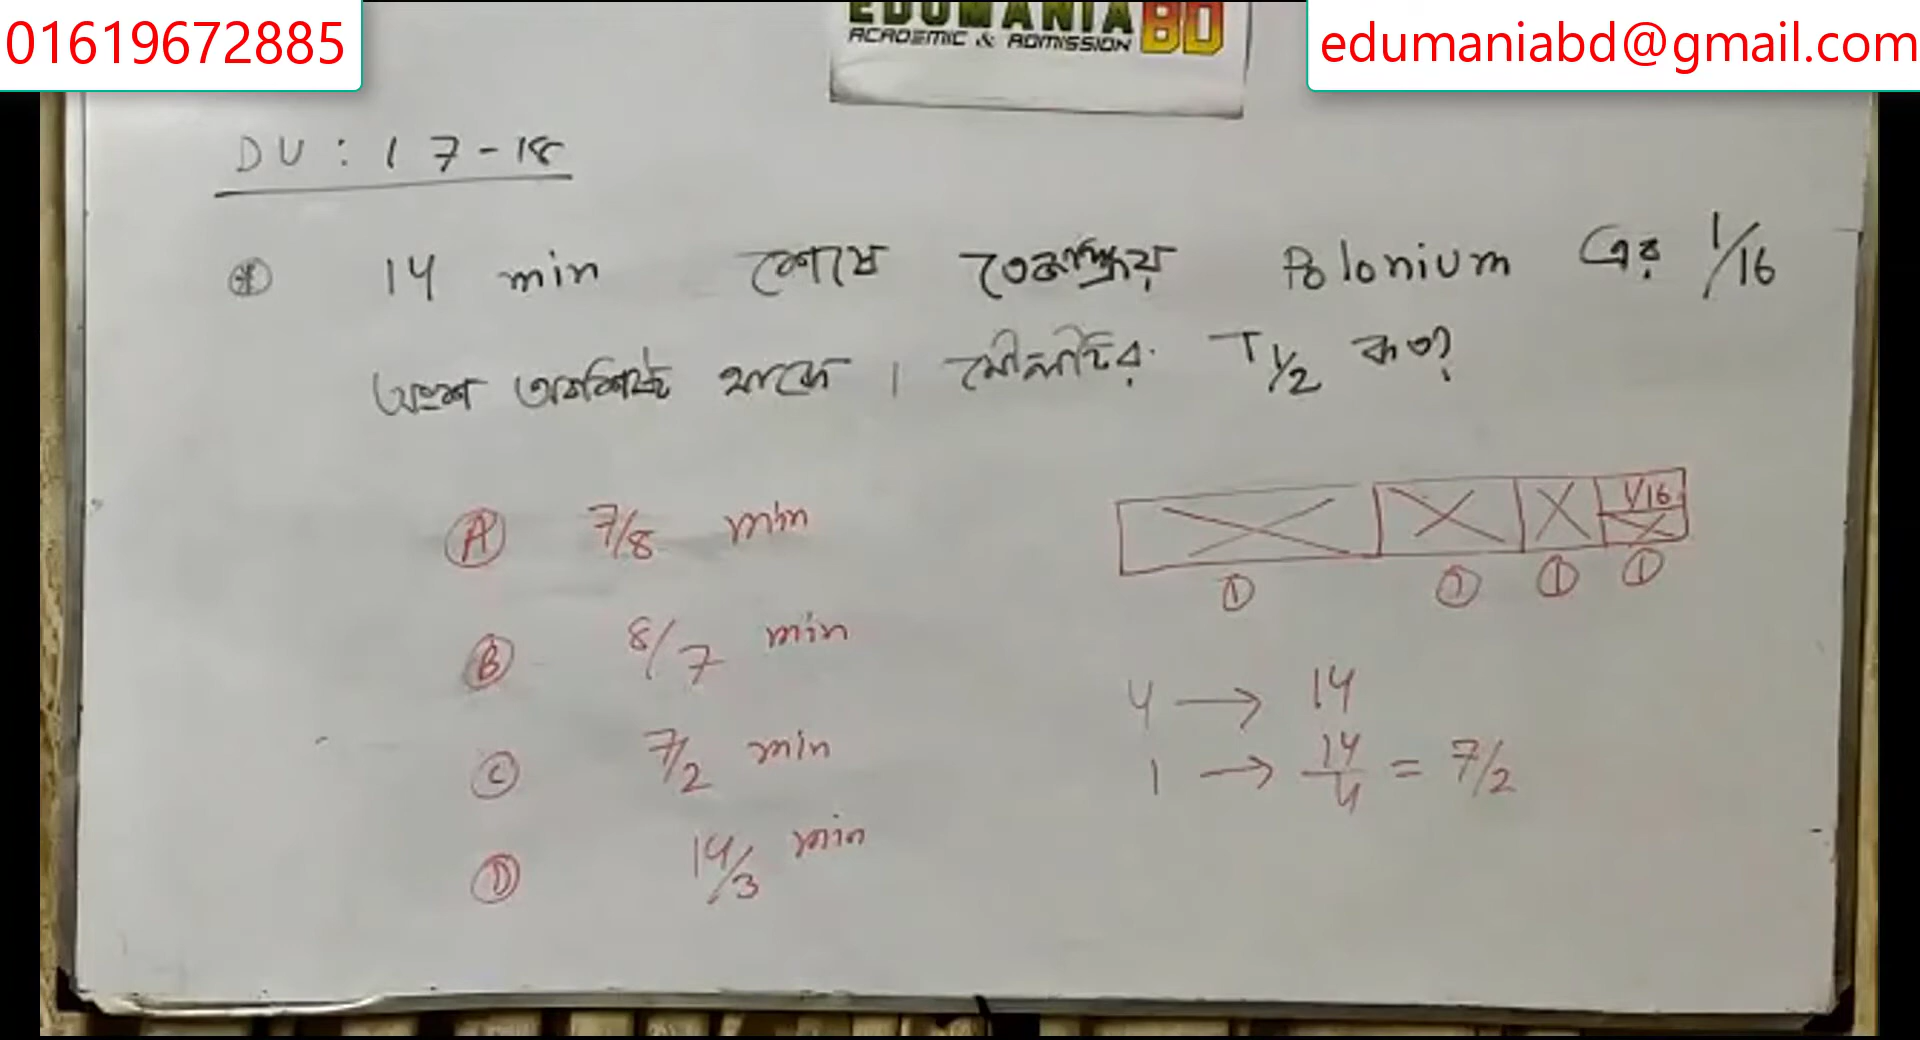 01619672885
EDUMANIA BD
ACADEMIC & ADMISSION
edumaniabd@gmail.com
DU : 17-18
14 min শেষে তেজস্ক্রিয় Polonium এর 1/16
অংশ অবশিষ্ট থাকে । মৌলটির T 1/2 কত?
A 7/8 min
B 8/7 min
C 7/2 min
D 14/3 min
1/16
1 1 1 1
4 → 14
1 → 14/4 = 7/2